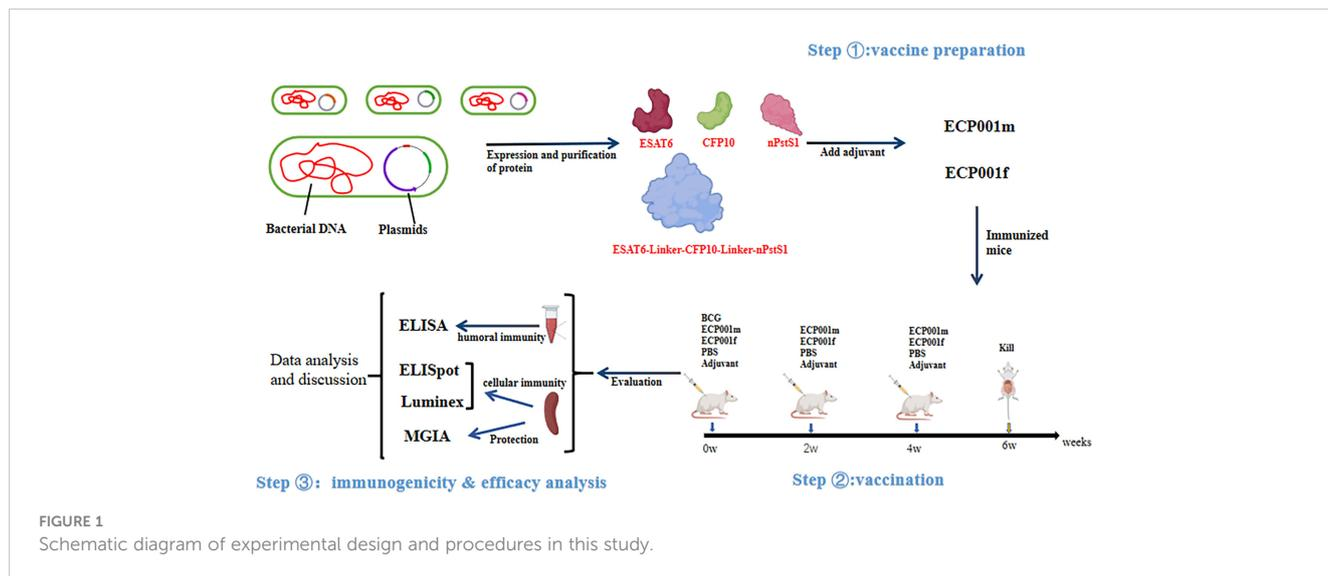 Step ①:vaccine preparation
ESAT6
CFP10
nPstS1
Expression and purification
of protein
Add adjuvant
ECP001m
ECP001f
Bacterial DNA
Plasmids
ESAT6-Linker-CFP10-Linker-nPstS1
Immunized
mice
BCG
ECP001m
ECP001f
PBS
Adjuvant
ECP001m
ECP001f
PBS
Adjuvant
ECP001m
ECP001f
PBS
Adjuvant
Kill
0w
2w
4w
6w
weeks
Step ②:vaccination
Evaluation
ELISA
humoral immunity
ELISpot
Luminex
cellular immunity
MGIA
Protection
Data analysis
and discussion
Step ③: immunogenicity & efficacy analysis
FIGURE 1
Schematic diagram of experimental design and procedures in this study.